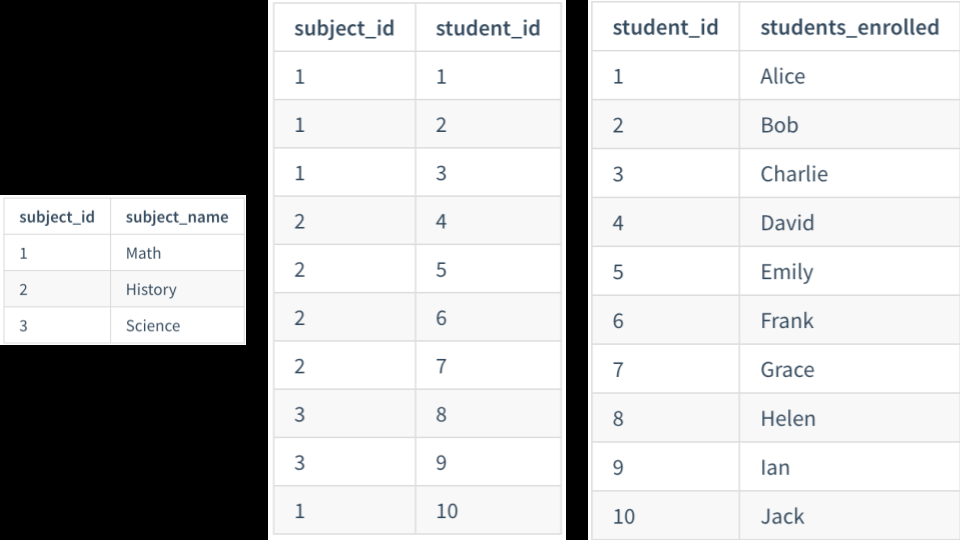 subject_id subject_name
1 Math
2 History
3 Science
subject_id student_id
1 1
1 2
1 3
2 4
2 5
2 6
2 7
3 8
3 9
1 10
student_id students_enrolled
1 Alice
2 Bob
3 Charlie
4 David
5 Emily
6 Frank
7 Grace
8 Helen
9 Ian
10 Jack